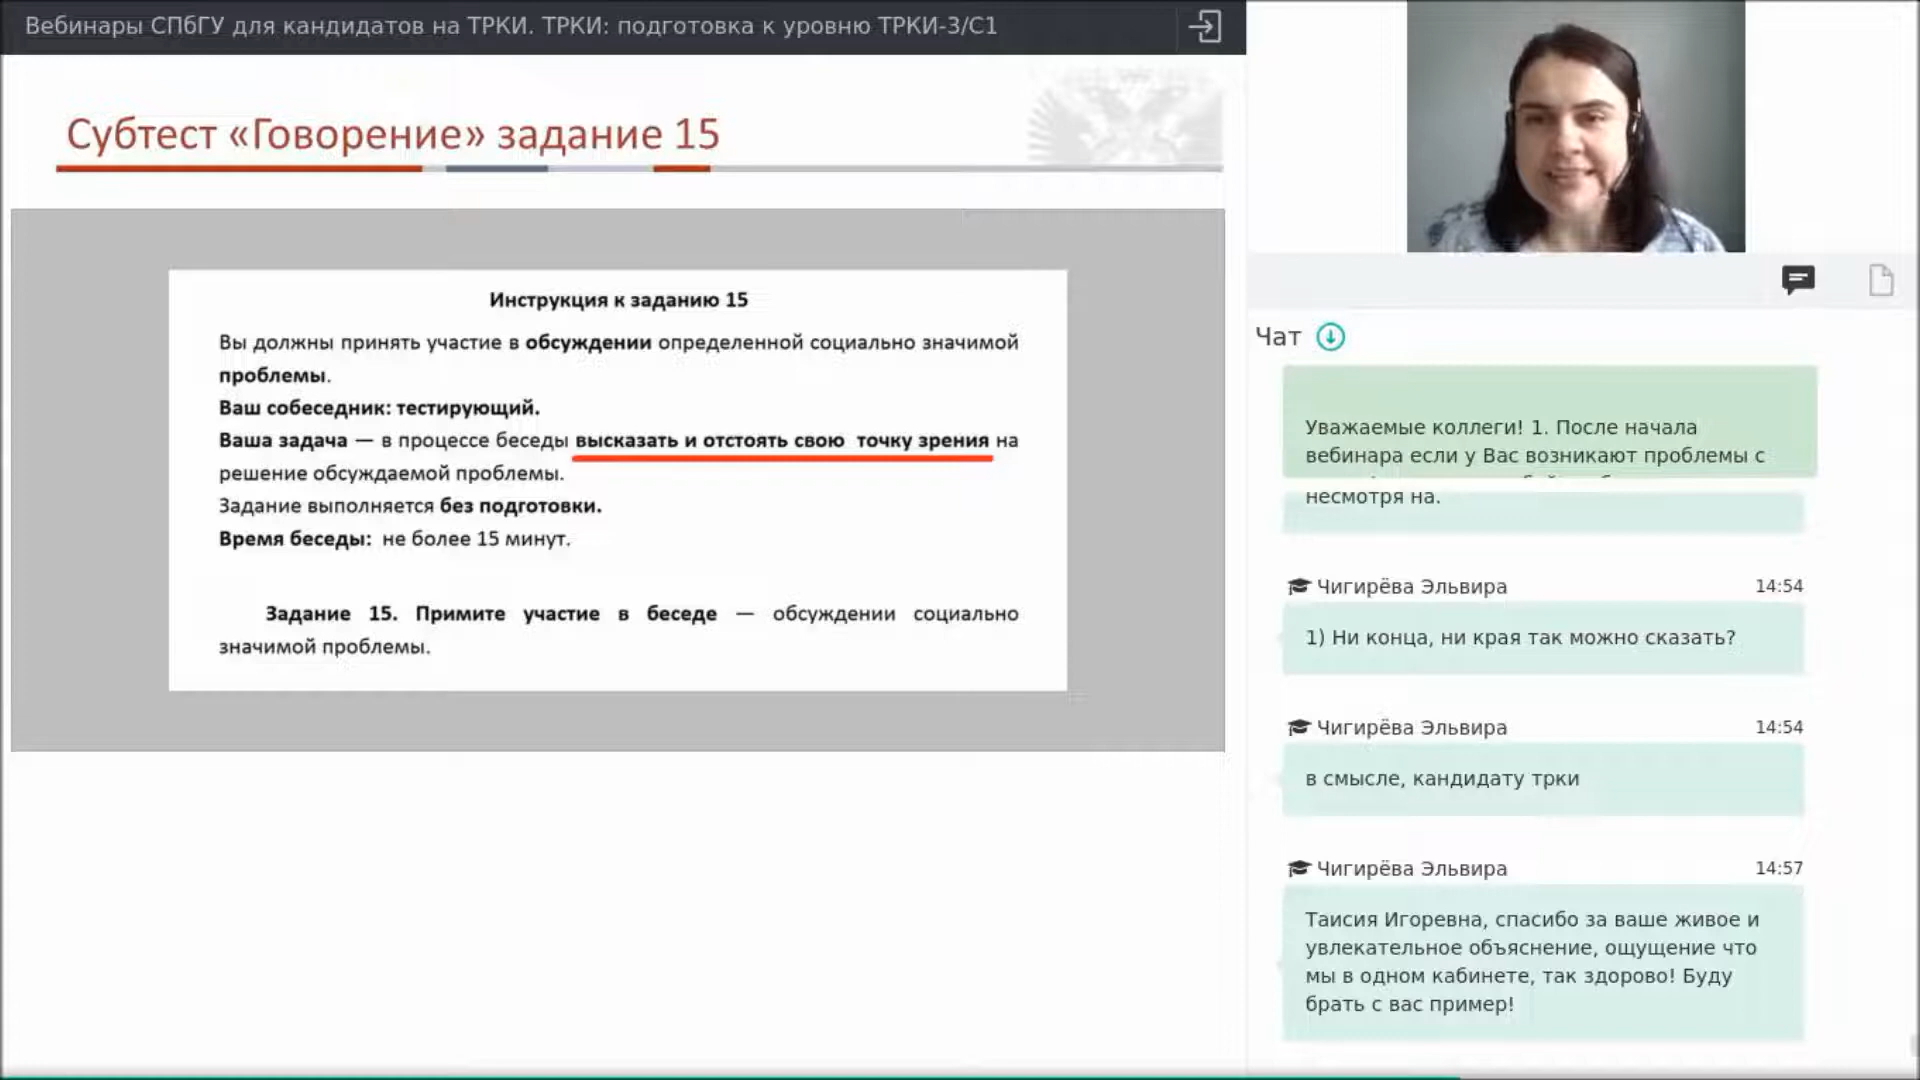 Вебинары СПбГУ для кандидатов на ТРКИ. ТРКИ: подготовка к уровню ТРКИ-3/C1
Субтест «Говорение» задание 15
Инструкция к заданию 15
Вы должны принять участие в обсуждении определенной социально значимой
проблемы.
Ваш собеседник: тестирующий.
Ваша задача — в процессе беседы высказать и отстоять свою точку зрения на
решение обсуждаемой проблемы.
Задание выполняется без подготовки.
Время беседы: не более 15 минут.
Задание 15. Примите участие в беседе — обсуждении социально
значимой проблемы.
Чат
Уважаемые коллеги! 1. После начала
вебинара если у Вас возникают проблемы с
несмотря на.
Чигирёва Эльвира 14:54
1) Ни конца, ни края так можно сказать?
Чигирёва Эльвира 14:54
в смысле, кандидату трки
Чигирёва Эльвира 14:57
Таисия Игоревна, спасибо за ваше живое и
увлекательное объяснение, ощущение что
мы в одном кабинете, так здорово! Буду
брать с вас пример!